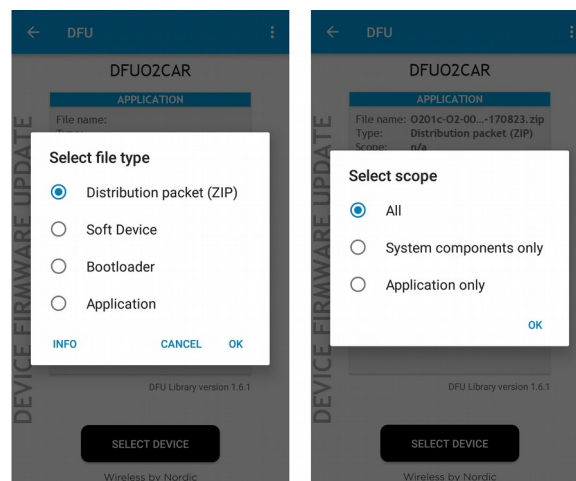 DFU
DFUO2CAR
APPLICATION
File name:
Select file type
Distribution packet (ZIP)
Soft Device
Bootloader
Application
INFO CANCEL OK
DFU Library version 1.6.1
SELECT DEVICE
Wireless by Nordic
DEVICE FIRMWARE UPDATE
DFU
DFUO2CAR
APPLICATION
File name: O201c-O2-00...-170823.zip
Type: Distribution packet (ZIP)
Scope: n/a
Select scope
All
System components only
Application only
OK
DFU Library version 1.6.1
SELECT DEVICE
Wireless by Nordic
DEVICE FIRMWARE UPDATE